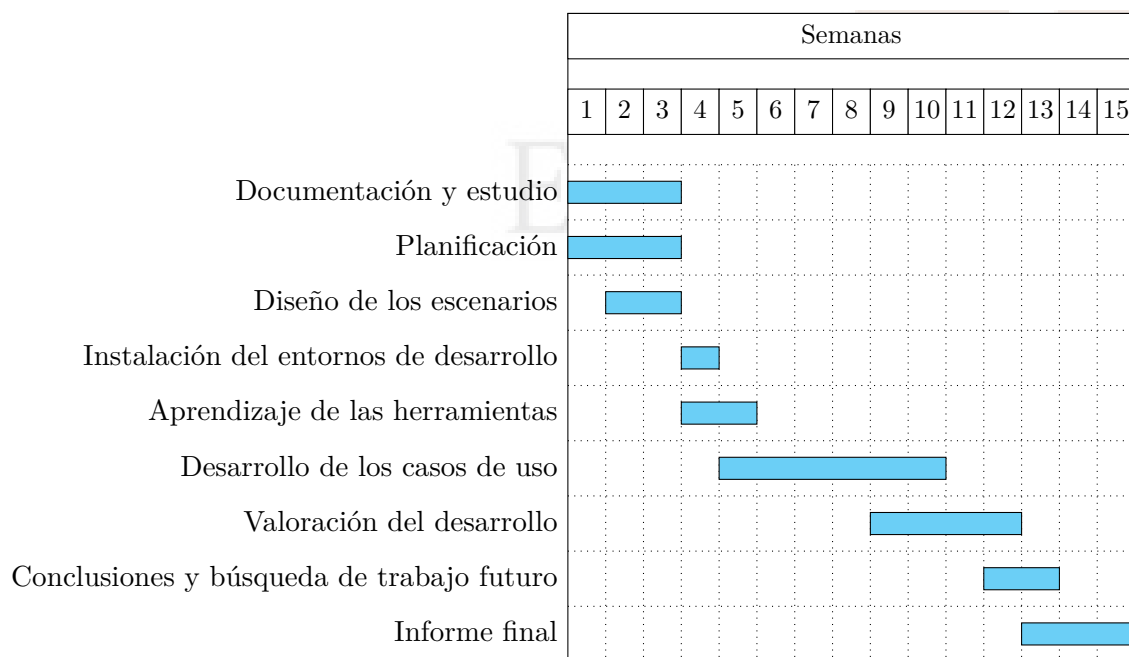 Semanas
1 2 3 4 5 6 7 8 9 10 11 12 13 14 15
Documentación y estudio
Planificación
Diseño de los escenarios
Instalación del entornos de desarrollo
Aprendizaje de las herramientas
Desarrollo de los casos de uso
Valoración del desarrollo
Conclusiones y búsqueda de trabajo futuro
Informe final